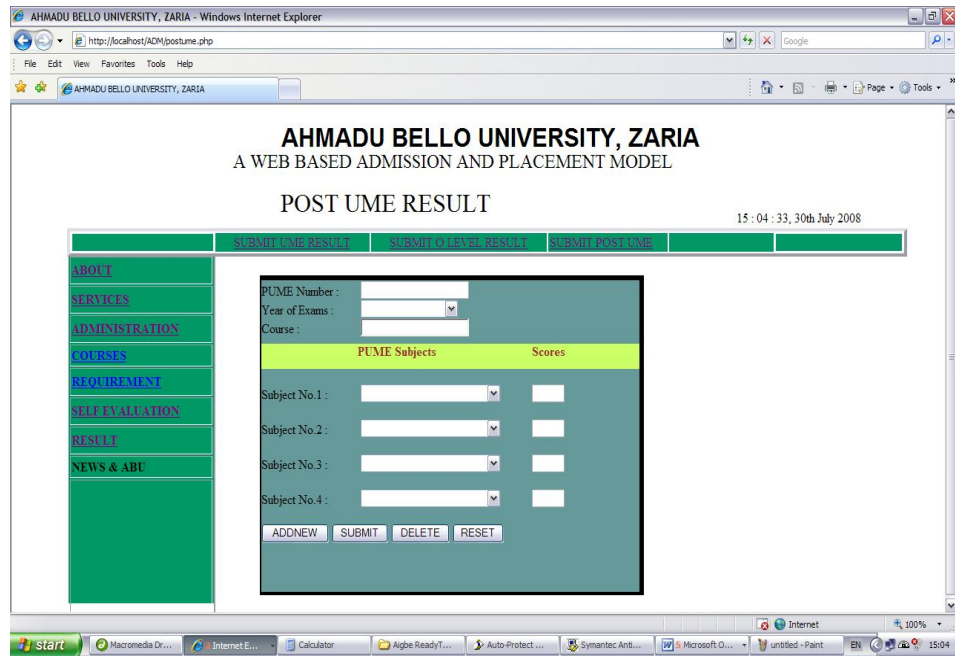 AHMADU BELLO UNIVERSITY, ZARIA - Windows Internet Explorer
http://localhost/ADM/postume.php
Google
File Edit View Favorites Tools Help
AHMADU BELLO UNIVERSITY, ZARIA
Page Tools »
AHMADU BELLO UNIVERSITY, ZARIA
A WEB BASED ADMISSION AND PLACEMENT MODEL
POST UME RESULT
15 : 04 : 33, 30th July 2008
SUBMIT UME RESULT SUBMIT O LEVEL RESULT SUBMIT POST UME
ABOUT
SERVICES
ADMINISTRATION
COURSES
REQUIREMENT
SELF EVALUATION
RESULT
NEWS & ABU
PUME Number :
Year of Exams :
Course :
PUME Subjects Scores
Subject No.1 :
Subject No.2 :
Subject No.3 :
Subject No.4 :
ADDNEW SUBMIT DELETE RESET
Internet 100%
start Macromedia Dr... Internet E... Calculator Aigbe ReadyT... Auto-Protect ... Symantec Anti... 5 Microsoft O... untitled - Paint EN 15:04